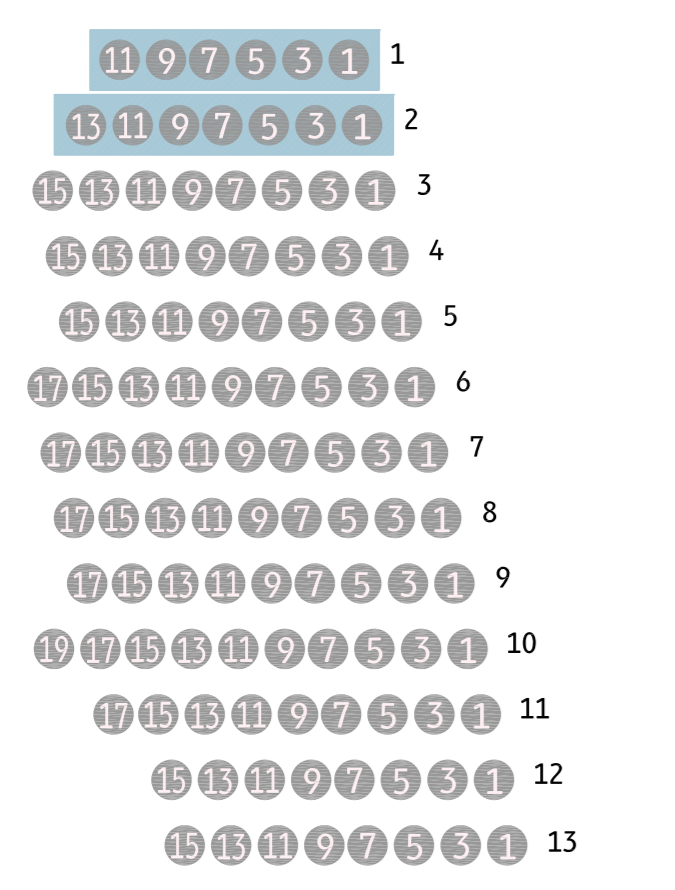 11 9 7 5 3 1 1
13 11 9 7 5 3 1 2
15 13 11 9 7 5 3 1 3
15 13 11 9 7 5 3 1 4
15 13 11 9 7 5 3 1 5
17 15 13 11 9 7 5 3 1 6
17 15 13 11 9 7 5 3 1 7
17 15 13 11 9 7 5 3 1 8
17 15 13 11 9 7 5 3 1 9
19 17 15 13 11 9 7 5 3 1 10
17 15 13 11 9 7 5 3 1 11
15 13 11 9 7 5 3 1 12
15 13 11 9 7 5 3 1 13